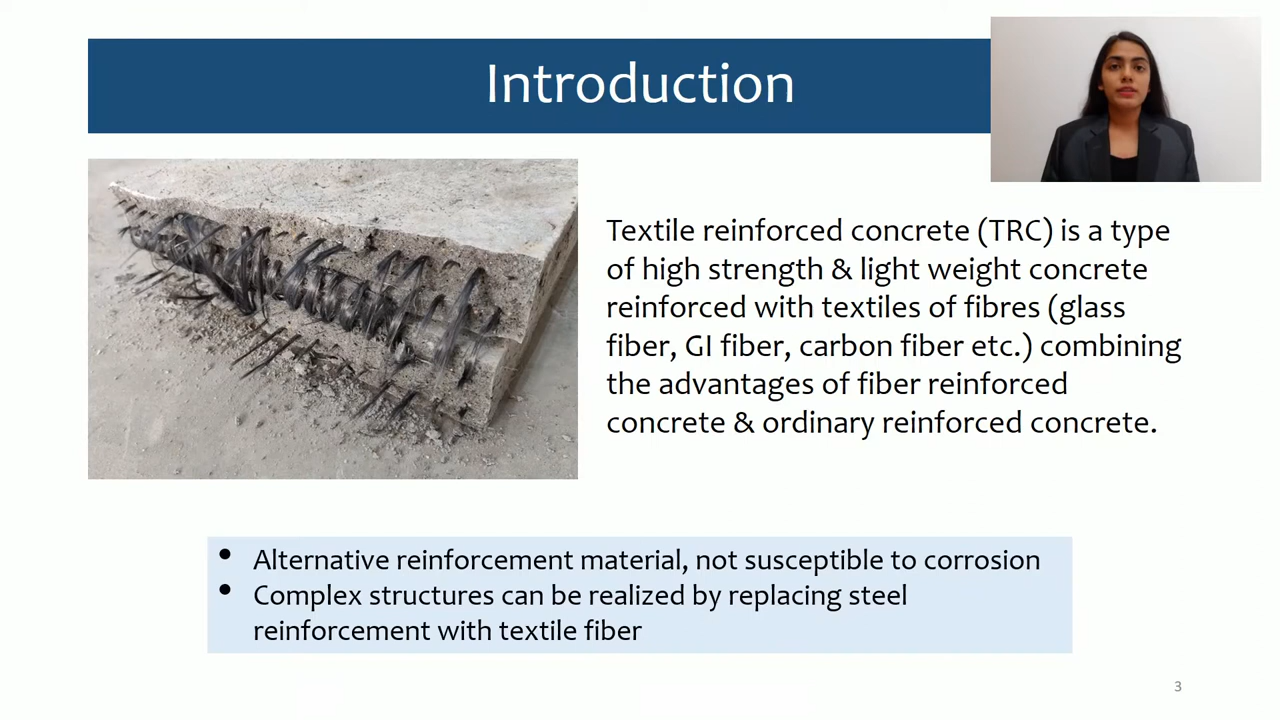 Introduction
Textile reinforced concrete (TRC) is a type
of high strength & light weight concrete
reinforced with textiles of fibres (glass
fiber, GI fiber, carbon fiber etc.) combining
the advantages of fiber reinforced
concrete & ordinary reinforced concrete.
• Alternative reinforcement material, not susceptible to corrosion
• Complex structures can be realized by replacing steel
reinforcement with textile fiber
3